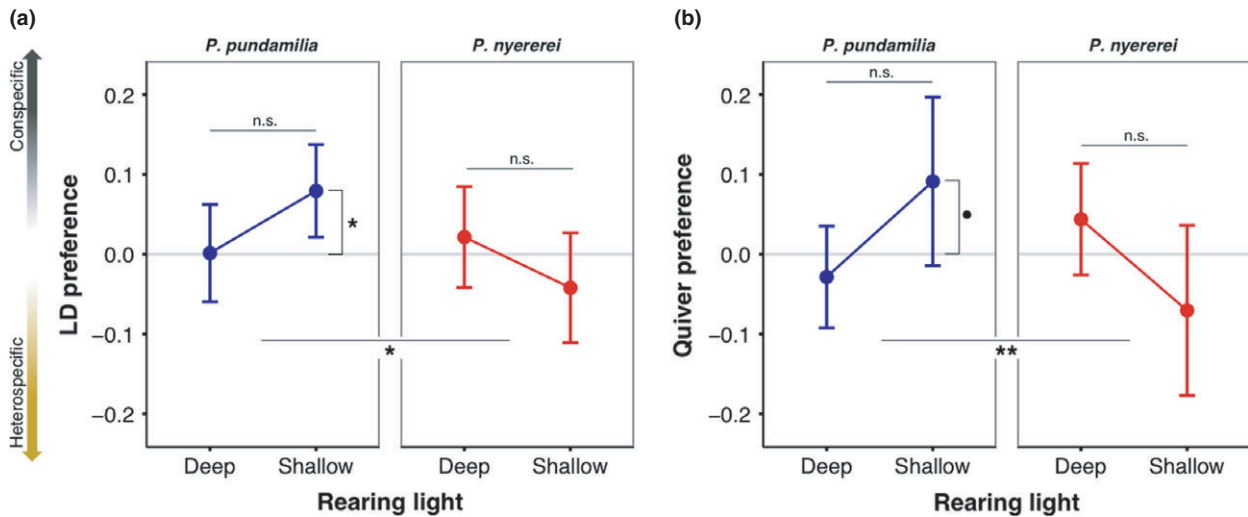 (a)
P. pundamilia
P. nyererei
Conspecific
Heterospecific
LD preference
0.2
0.1
0.0
−0.1
−0.2
n.s.
*
n.s.
*
Deep
Shallow
Deep
Shallow
Rearing light
(b)
P. pundamilia
P. nyererei
Quiver preference
0.2
0.1
0.0
−0.1
−0.2
n.s.
•
n.s.
**
Deep
Shallow
Deep
Shallow
Rearing light